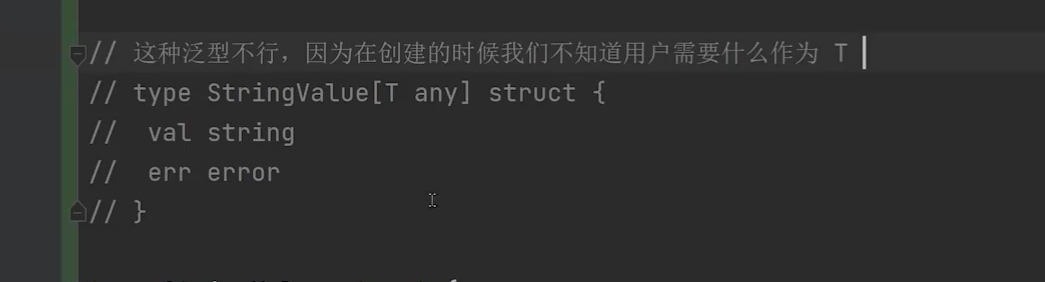 // 这种泛型不行，因为在创建的时候我们不知道用户需要什么作为 T
// type StringValue[T any] struct {
//  val string
//  err error
// }